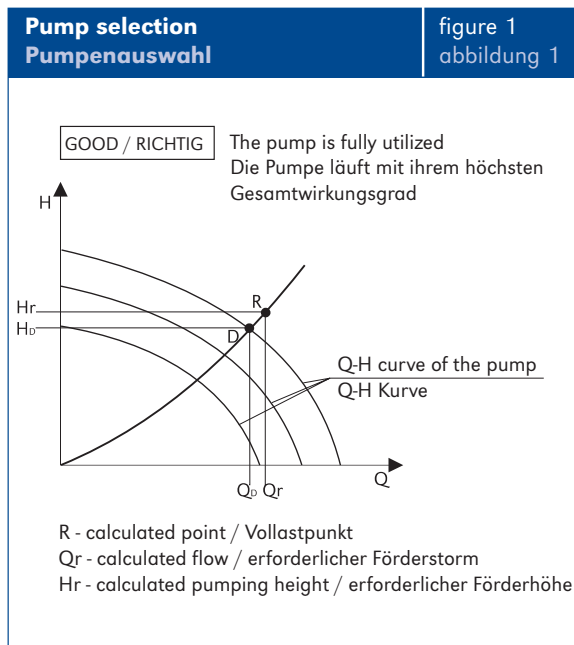 Pump selection
Pumpenauswahl
figure 1
abbildung 1
GOOD / RICHTIG
The pump is fully utilized
Die Pumpe läuft mit ihrem höchsten
Gesamtwirkungsgrad
H
R
Hr
HD
D
Q-H curve of the pump
Q-H Kurve
Q
QD Qr
R - calculated point / Vollastpunkt
Qr - calculated flow / erforderlicher Förderstorm
Hr - calculated pumping height / erforderlicher Förderhöhe